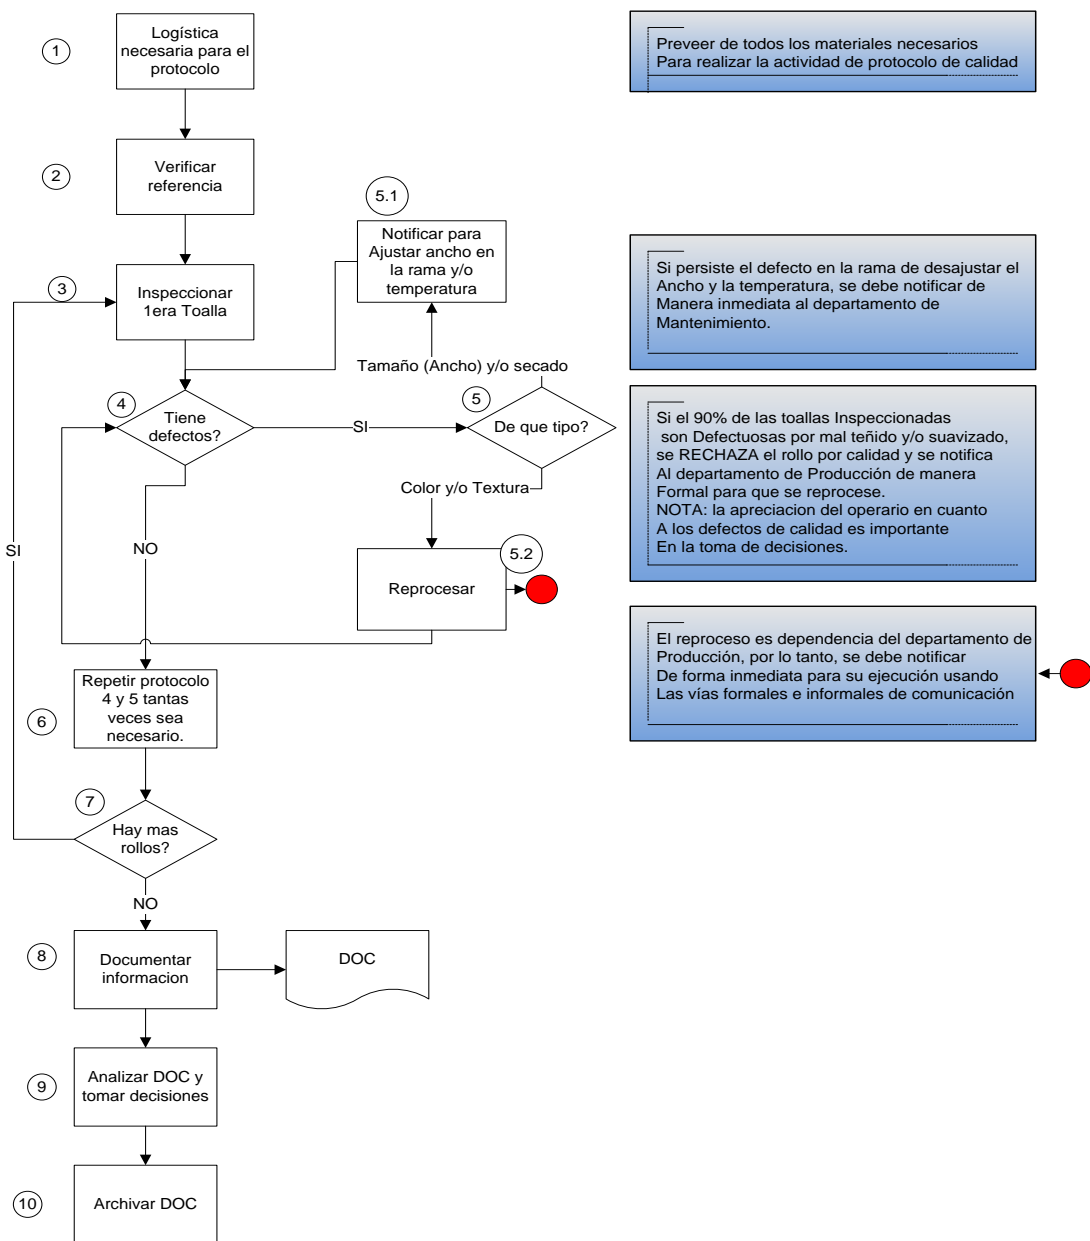 1
Logística
necesaria para el
protocolo
Preveer de todos los materiales necesarios
Para realizar la actividad de protocolo de calidad
2
Verificar
referencia
5.1
Notificar para
Ajustar ancho en
la rama y/o
temperatura
3
Inspeccionar
1era Toalla
Si persiste el defecto en la rama de desajustar el
Ancho y la temperatura, se debe notificar de
Manera inmediata al departamento de
Mantenimiento.
Tamaño (Ancho) y/o secado
4
Tiene
defectos?
SI
5
De que tipo?
Si el 90% de las toallas Inspeccionadas
son Defectuosas por mal teñido y/o suavizado,
se RECHAZA el rollo por calidad y se notifica
Al departamento de Producción de manera
Formal para que se reprocese.
NOTA: la apreciacion del operario en cuanto
A los defectos de calidad es importante
En la toma de decisiones.
Color y/o Textura
SI
NO
5.2
Reprocesar
El reproceso es dependencia del departamento de
Producción, por lo tanto, se debe notificar
De forma inmediata para su ejecución usando
Las vías formales e informales de comunicación
6
Repetir protocolo
4 y 5 tantas
veces sea
necesario.
7
Hay mas
rollos?
NO
8
Documentar
informacion
DOC
9
Analizar DOC y
tomar decisiones
10
Archivar DOC